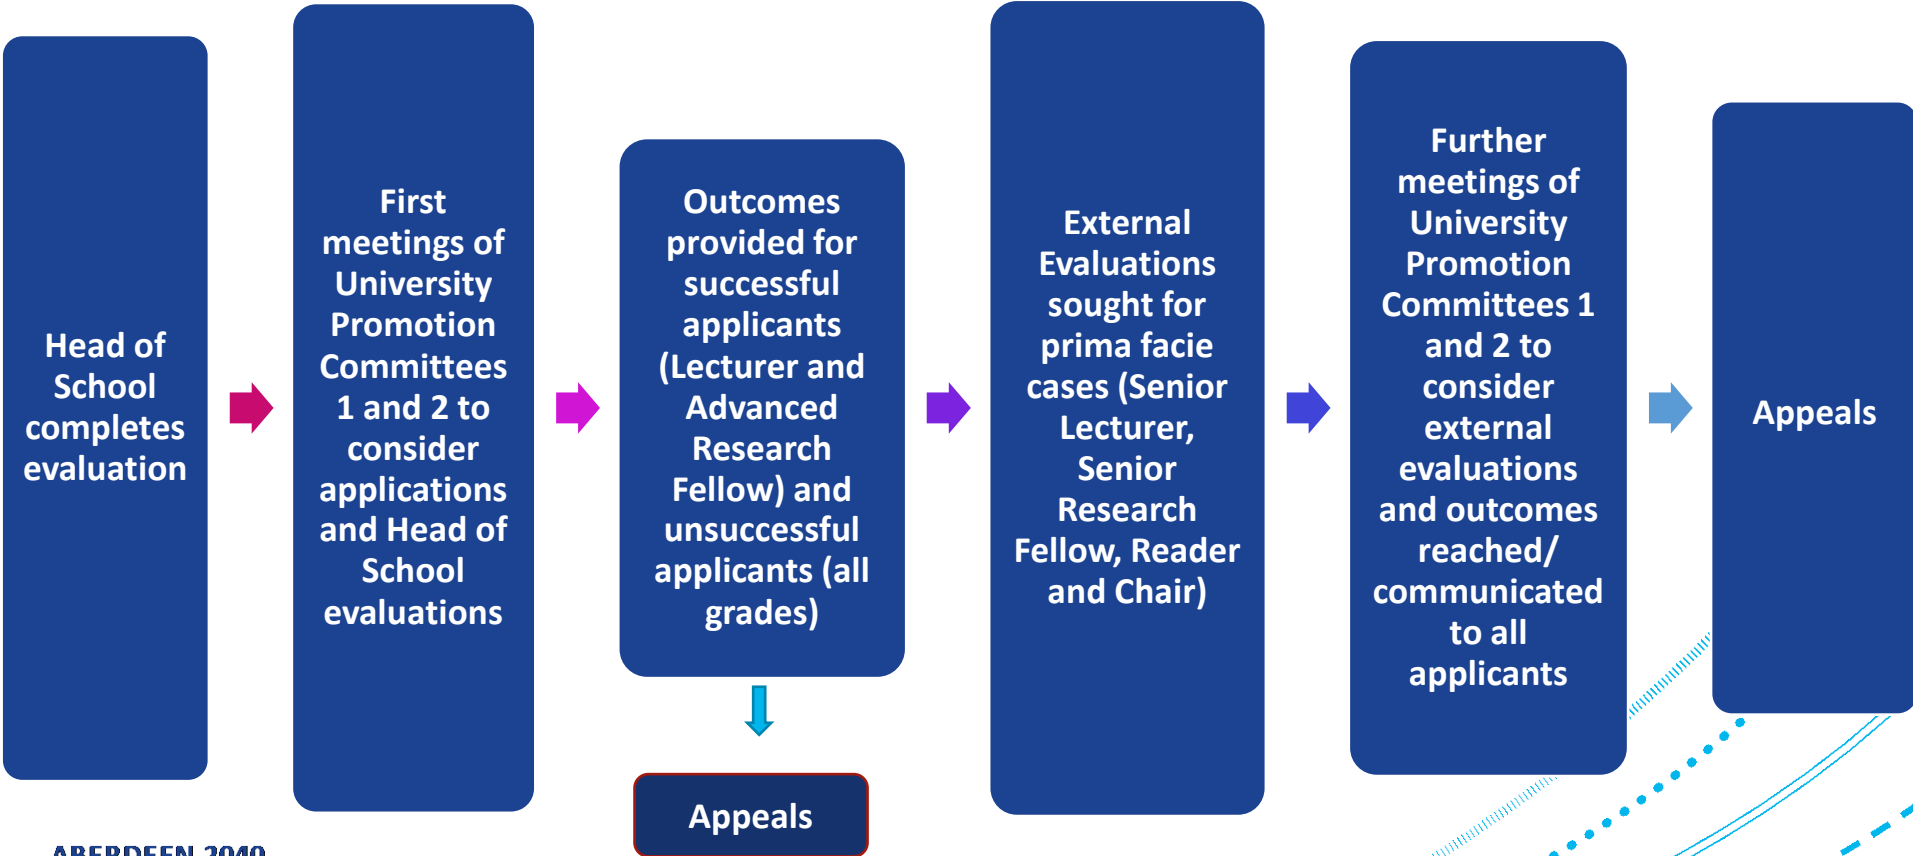 Head of
School
completes
evaluation
First
meetings of
University
Promotion
Committees
1 and 2 to
consider
applications
and Head of
School
evaluations
Outcomes
provided for
successful
applicants
(Lecturer and
Advanced
Research
Fellow) and
unsuccessful
applicants (all
grades)
Appeals
External
Evaluations
sought for
prima facie
cases (Senior
Lecturer,
Senior
Research
Fellow, Reader
and Chair)
Further
meetings of
University
Promotion
Committees 1
and 2 to
consider
external
evaluations
and outcomes
reached/
communicated
to all
applicants
Appeals
ABERDEEN 2040